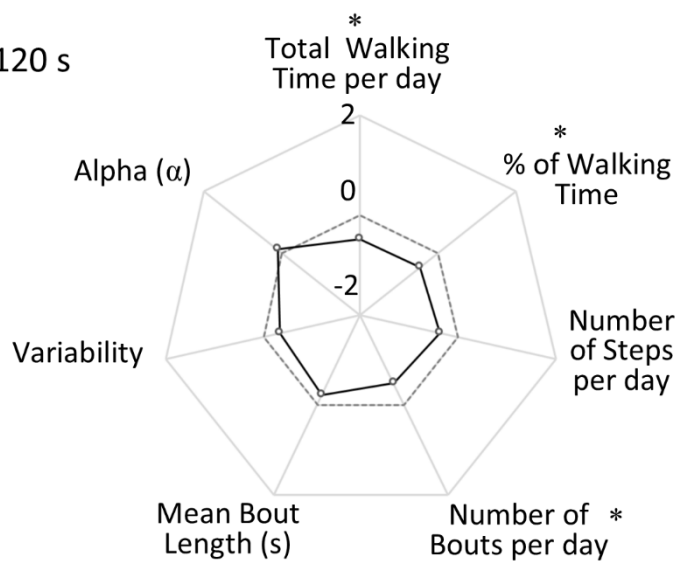 120 s
*
Total Walking
Time per day
2
*
% of Walking
Time
Alpha (α)
0
-2
Number
of Steps
per day
Variability
Mean Bout
Length (s)
Number of *
Bouts per day